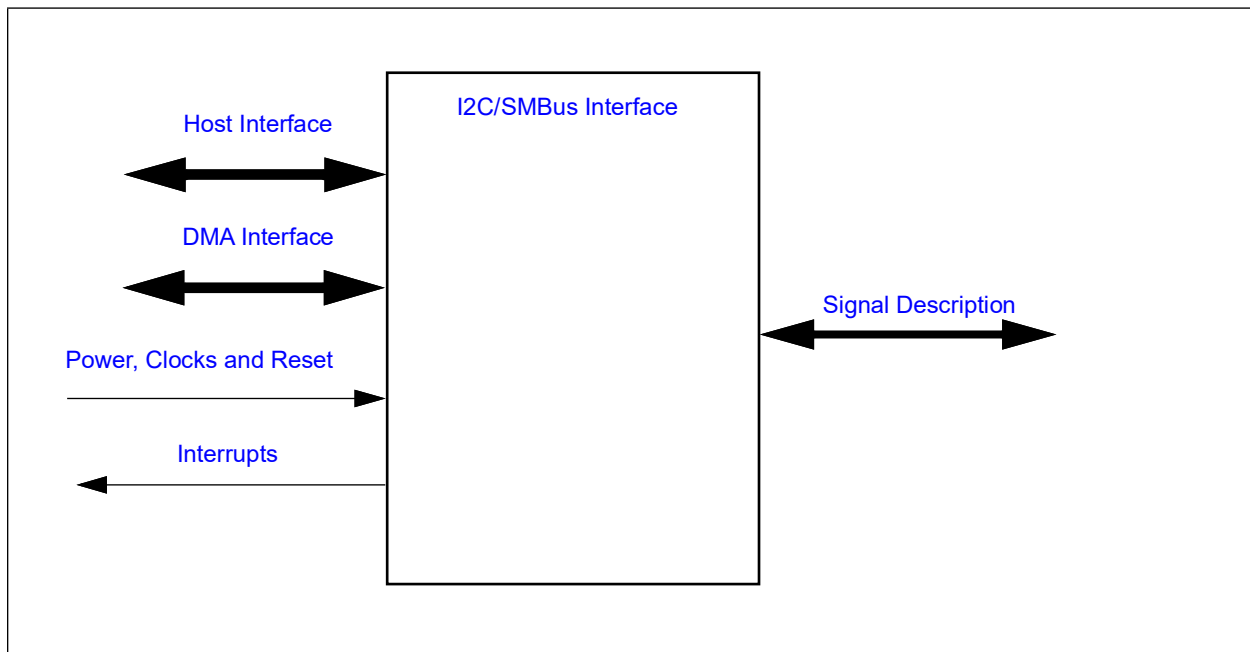 I2C/SMBus Interface
Host Interface
DMA Interface
Signal Description
Power, Clocks and Reset
Interrupts